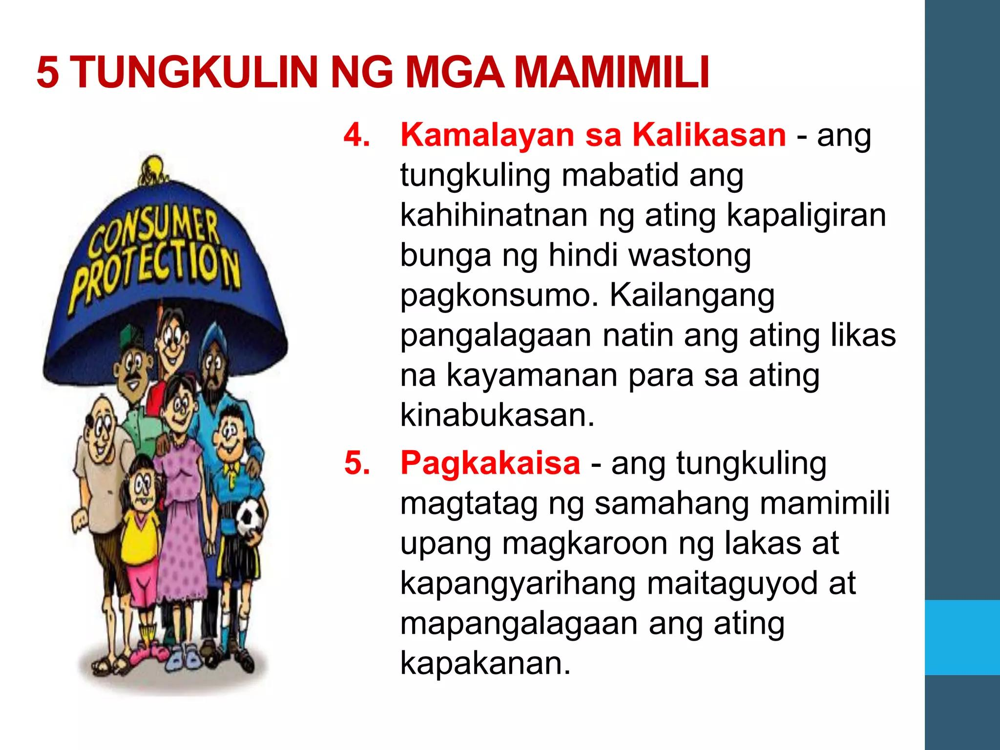 5 TUNGKULIN NG MGA MAMIMILI
CONSUMER
PROTECTION
4. Kamalayan sa Kalikasan - ang
tungkuling mabatid ang
kahihinatnan ng ating kapaligiran
bunga ng hindi wastong
pagkonsumo. Kailangang
pangalagaan natin ang ating likas
na kayamanan para sa ating
kinabukasan.
5. Pagkakaisa - ang tungkuling
magtatag ng samahang mamimili
upang magkaroon ng lakas at
kapangyarihang maitaguyod at
mapangalagaan ang ating
kapakanan.